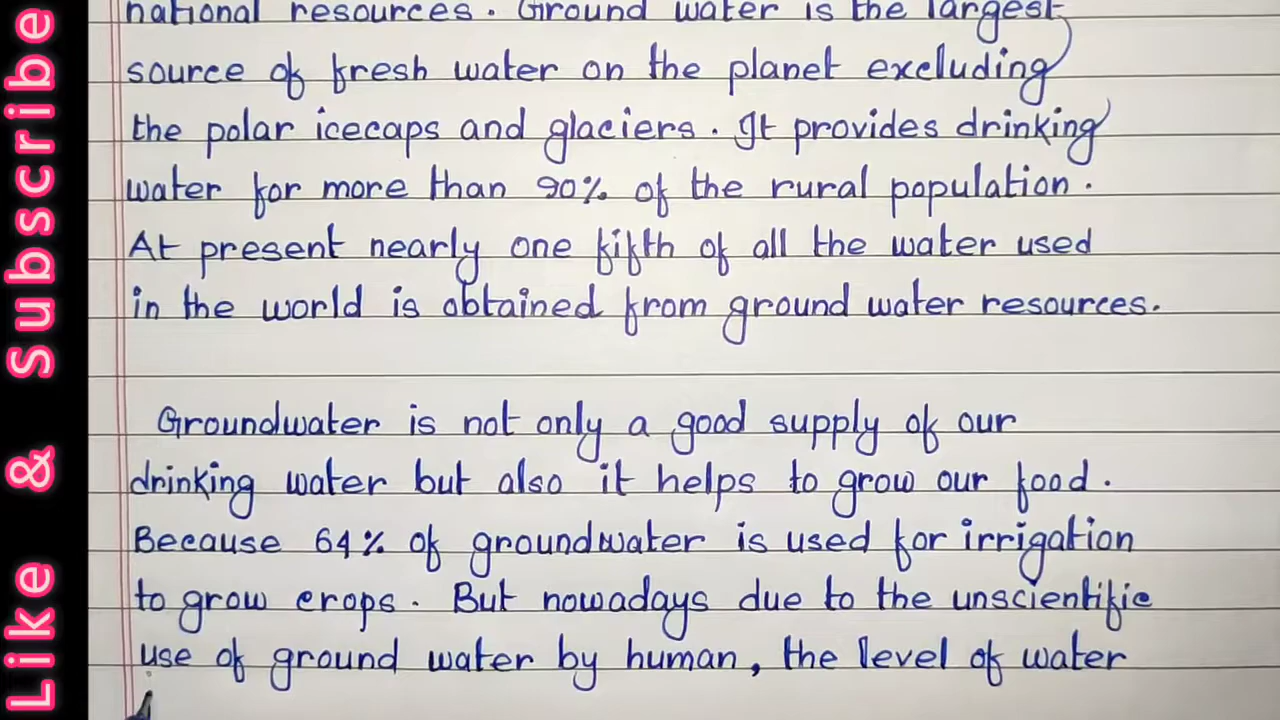 national resources. Ground water is the largest
source of fresh water on the planet excluding
the polar icecaps and glaciers. It provides drinking
water for more than 90% of the rural population.
At present nearly one fifth of all the water used
in the world is obtained from ground water resources.
Groundwater is not only a good supply of our
drinking water but also it helps to grow our food.
Because 64% of groundwater is used for irrigation
to grow crops. But nowadays due to the unscientific
use of ground water by human, the level of water
Like & Subscribe